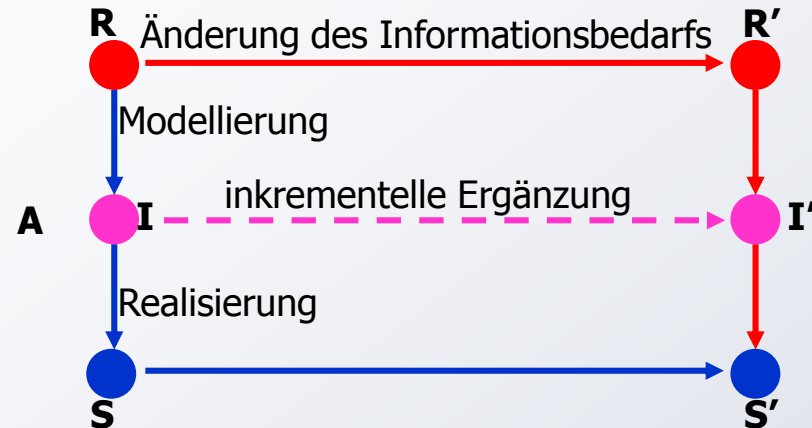 R
Änderung des Informationsbedarfs
R’
Modellierung
A
I
inkrementelle Ergänzung
I‘
Realisierung
S
S’